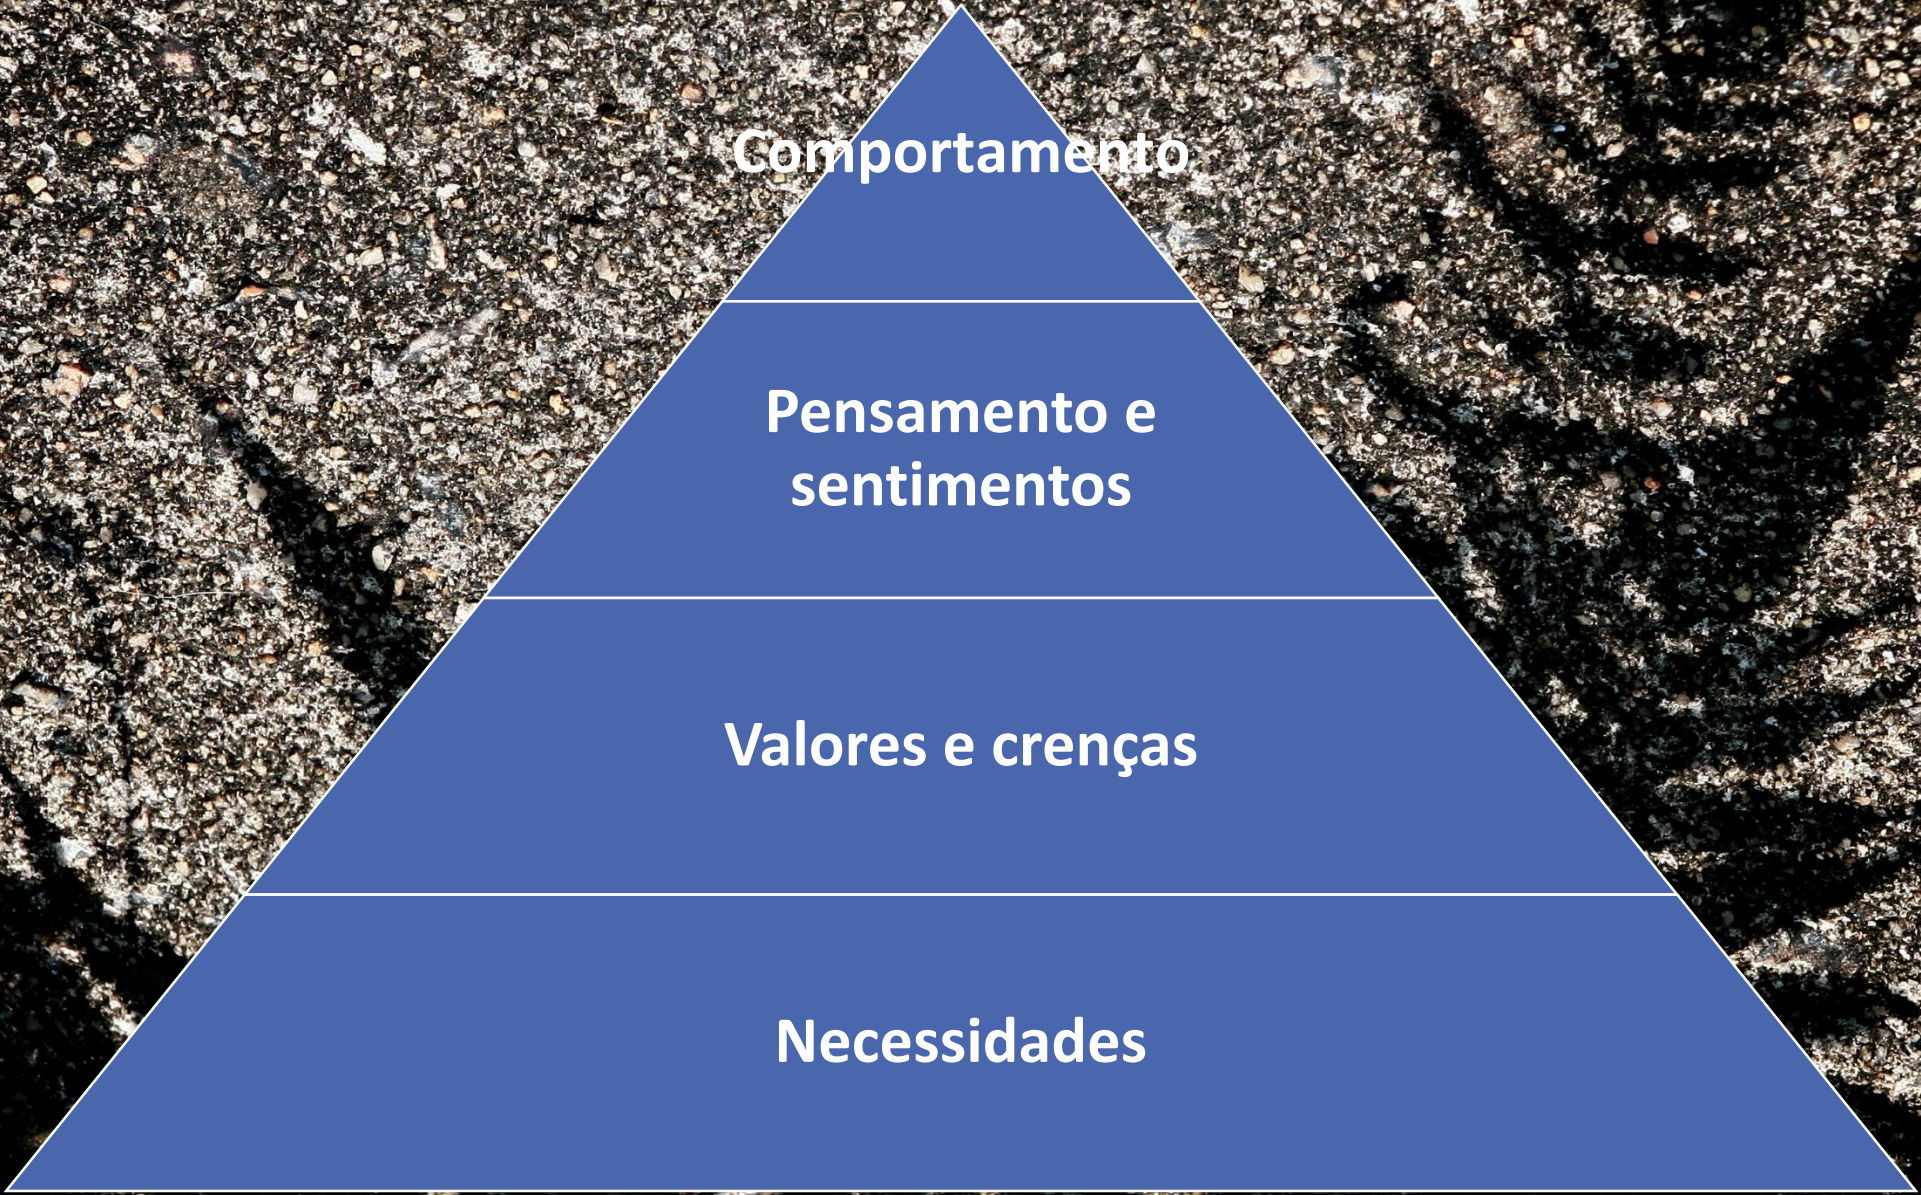 Comportamento
Pensamento e
sentimentos
Valores e crenças
Necessidades